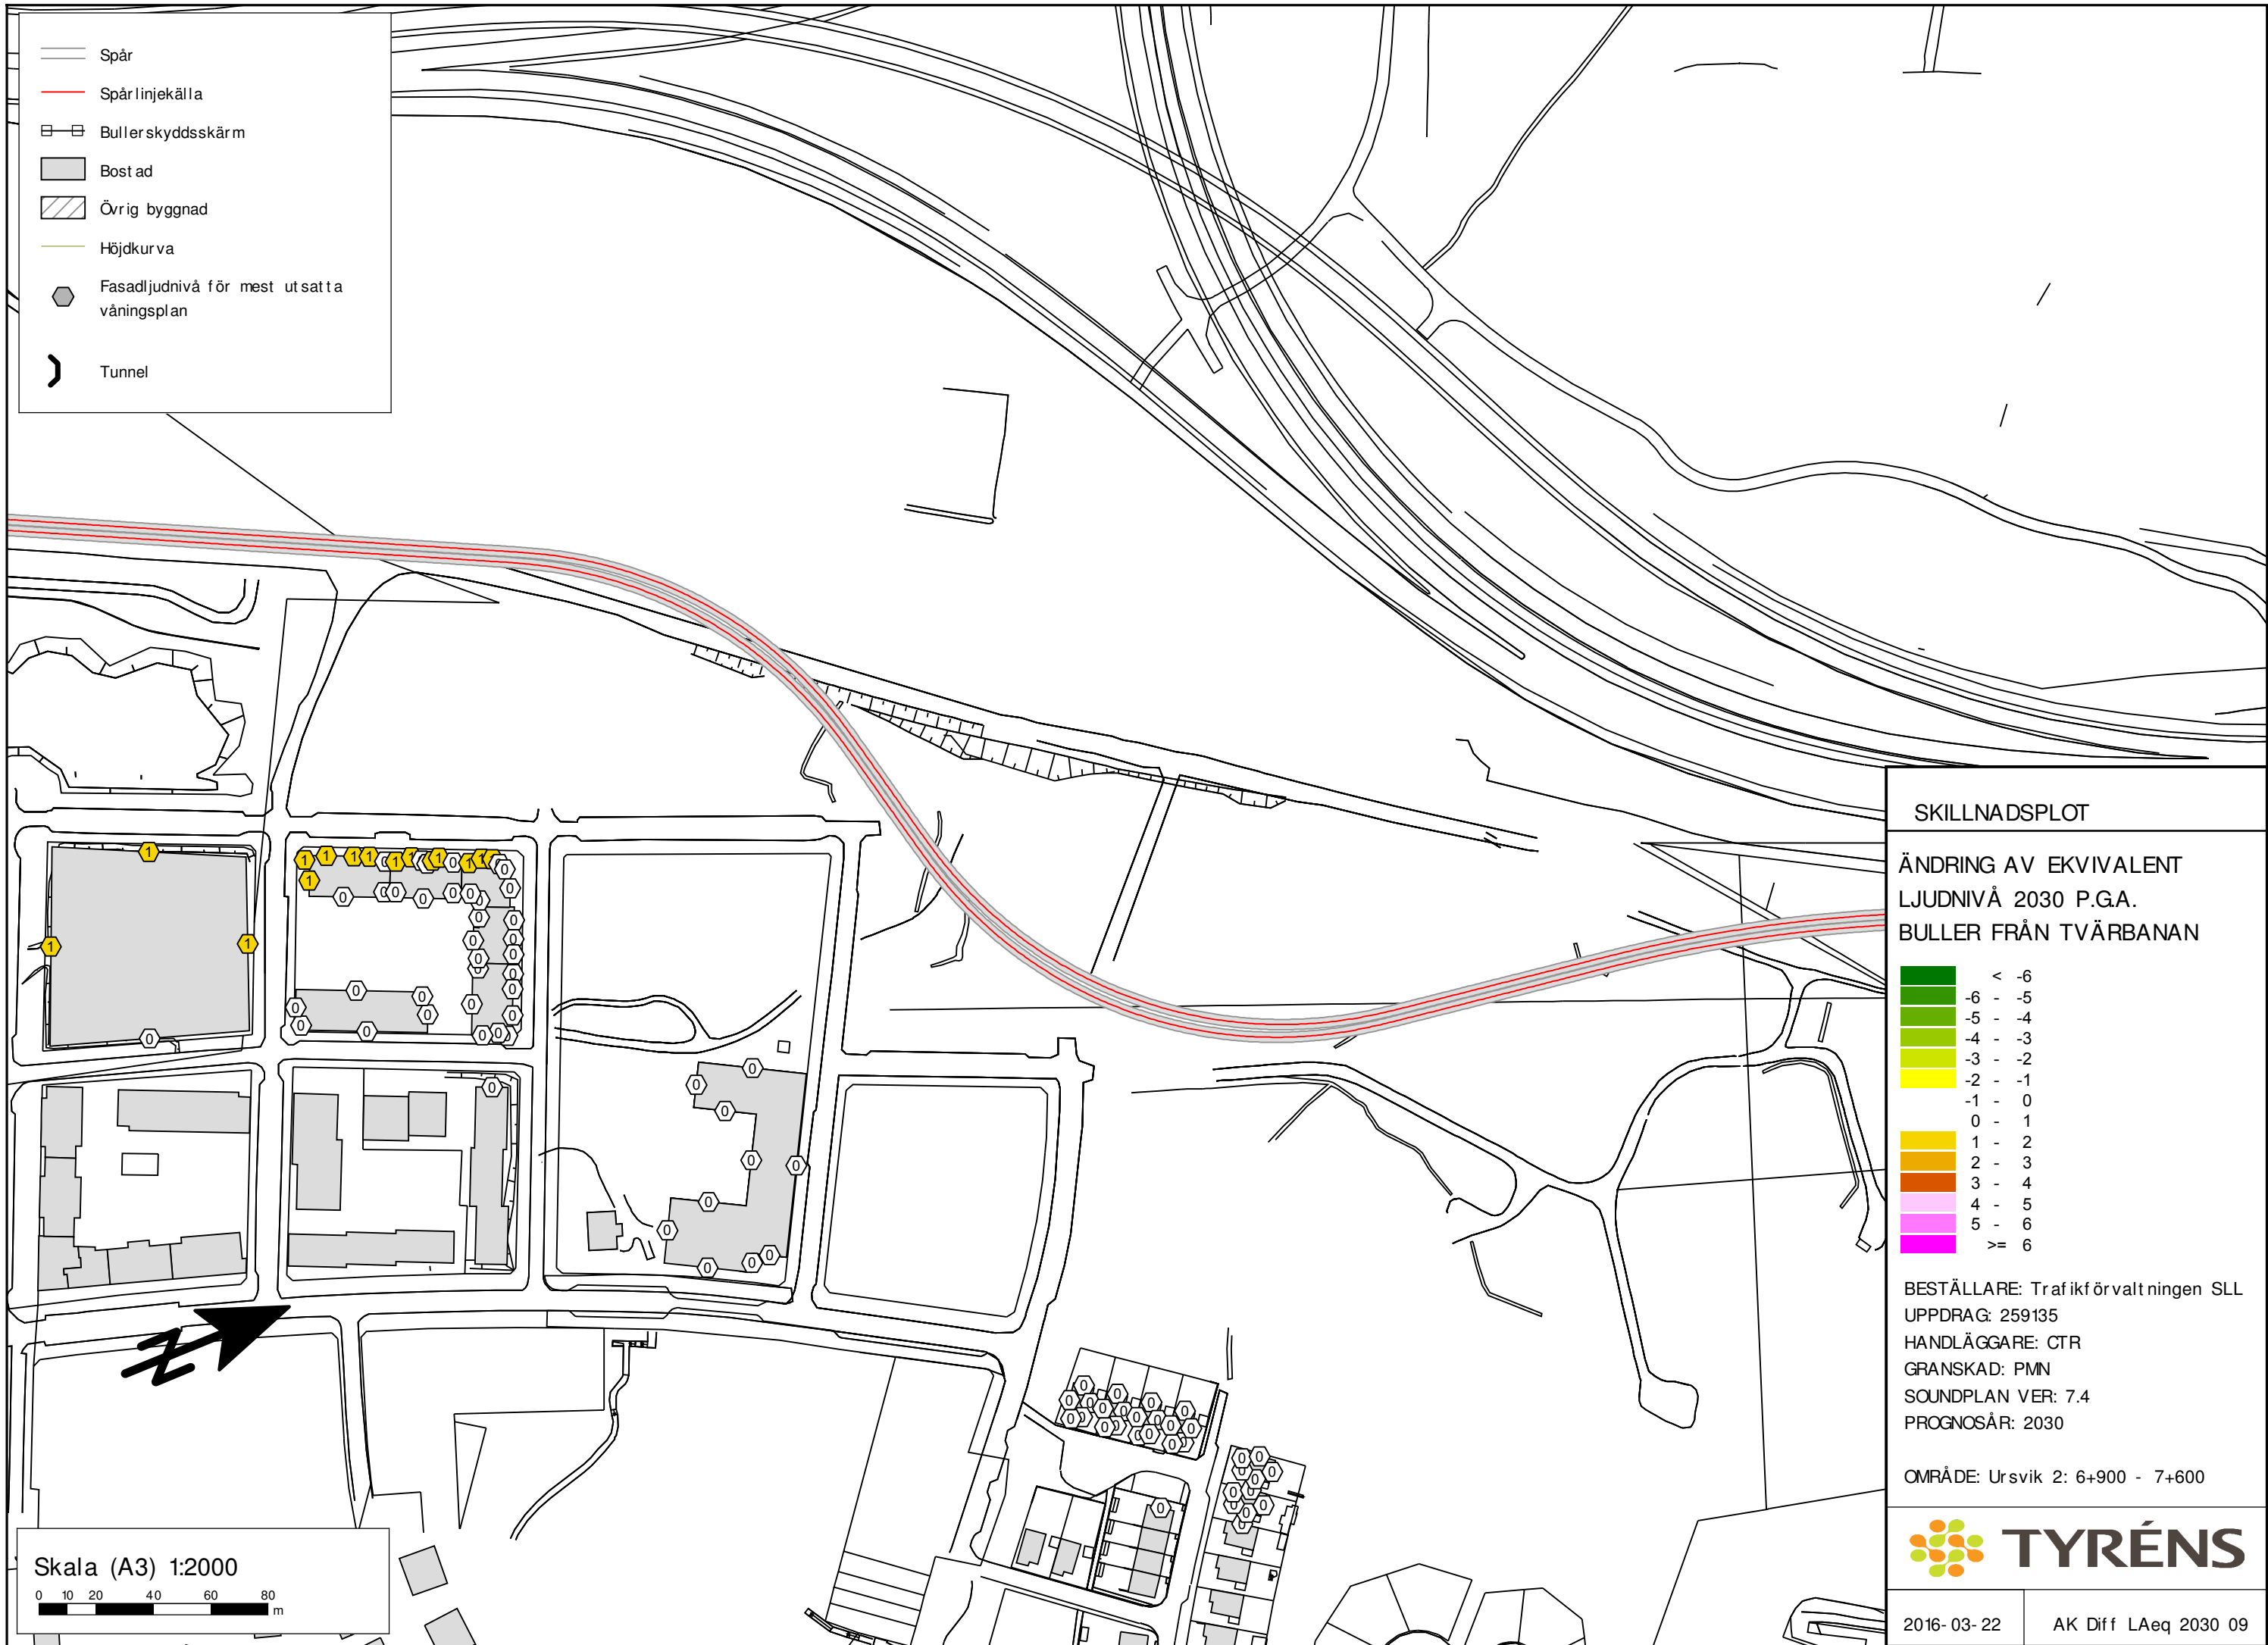 Spår
Spårlinjekälla
Bullerskyddsskärm
Bostad
Övrig byggnad
Höjdkurva
Fasadljudnivå för mest utsatta
våningsplan
Tunnel
SKILLNADSPLOT
ÄNDRING AV EKVIVALENT
LJUDNIVÅ 2030 P.G.A.
BULLER FRÅN TVÄRBANAN
< -6
-6 - -5
-5 - -4
-4 - -3
-3 - -2
-2 - -1
-1 - 0
0 - 1
1 - 2
2 - 3
3 - 4
4 - 5
5 - 6
>= 6
BESTÄLLARE: Trafikförvaltningen SLL
UPPDRAG: 259135
HANDLÄGGARE: CTR
GRANSKAD: PMN
SOUNDPLAN VER: 7.4
PROGNOSÅR: 2030
OMRÅDE: Ursvik 2: 6+900 - 7+600
TYRÉNS
2016-03-22
AK Diff LAeq 2030 09
Skala (A3) 1:2000
0 10 20 40 60 80
m